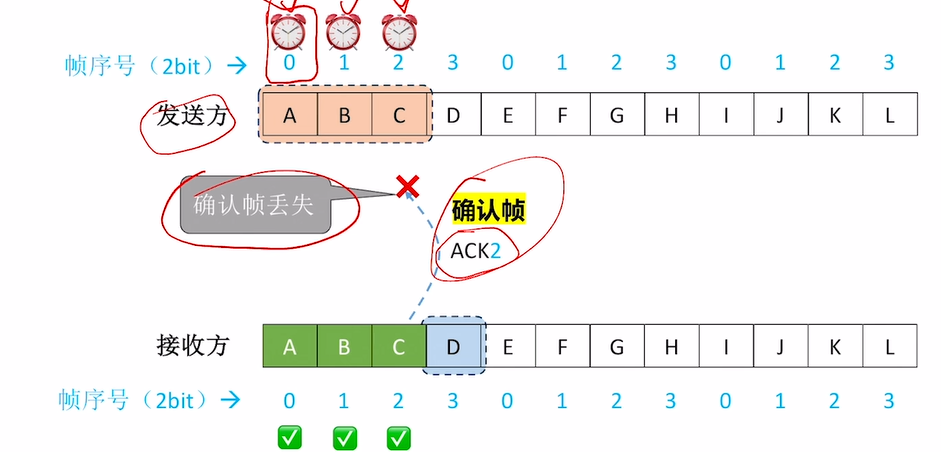 帧序号（2bit）→ 0 1 2 3 0 1 2 3 0 1 2 3
发送方 A B C D E F G H I J K L
确认帧丢失
确认帧
ACK2
接收方 A B C D E F G H I J K L
帧序号（2bit）→ 0 1 2 3 0 1 2 3 0 1 2 3